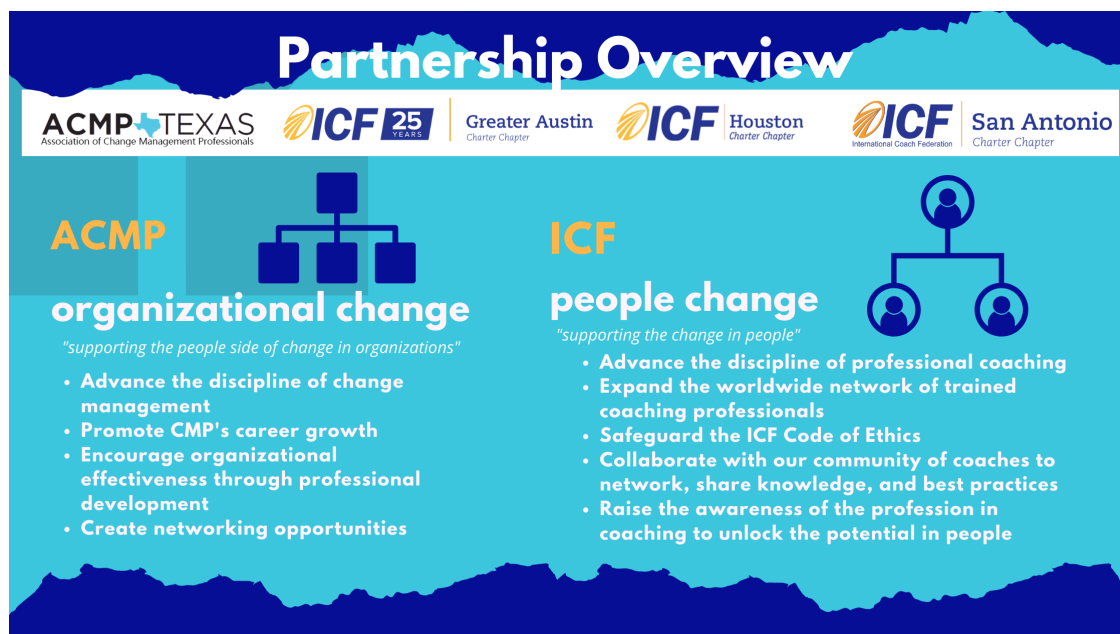 Partnership Overview
ACMP TEXAS
Association of Change Management Professionals
ICF 25 YEARS
Greater Austin
Charter Chapter
ICF
Houston
Charter Chapter
ICF
International Coach Federation
San Antonio
Charter Chapter
ACMP
organizational change
"supporting the people side of change in organizations"
• Advance the discipline of change
management
• Promote CMP's career growth
• Encourage organizational
effectiveness through professional
development
• Create networking opportunities
ICF
people change
"supporting the change in people"
• Advance the discipline of professional coaching
• Expand the worldwide network of trained
coaching professionals
• Safeguard the ICF Code of Ethics
• Collaborate with our community of coaches to
network, share knowledge, and best practices
• Raise the awareness of the profession in
coaching to unlock the potential in people